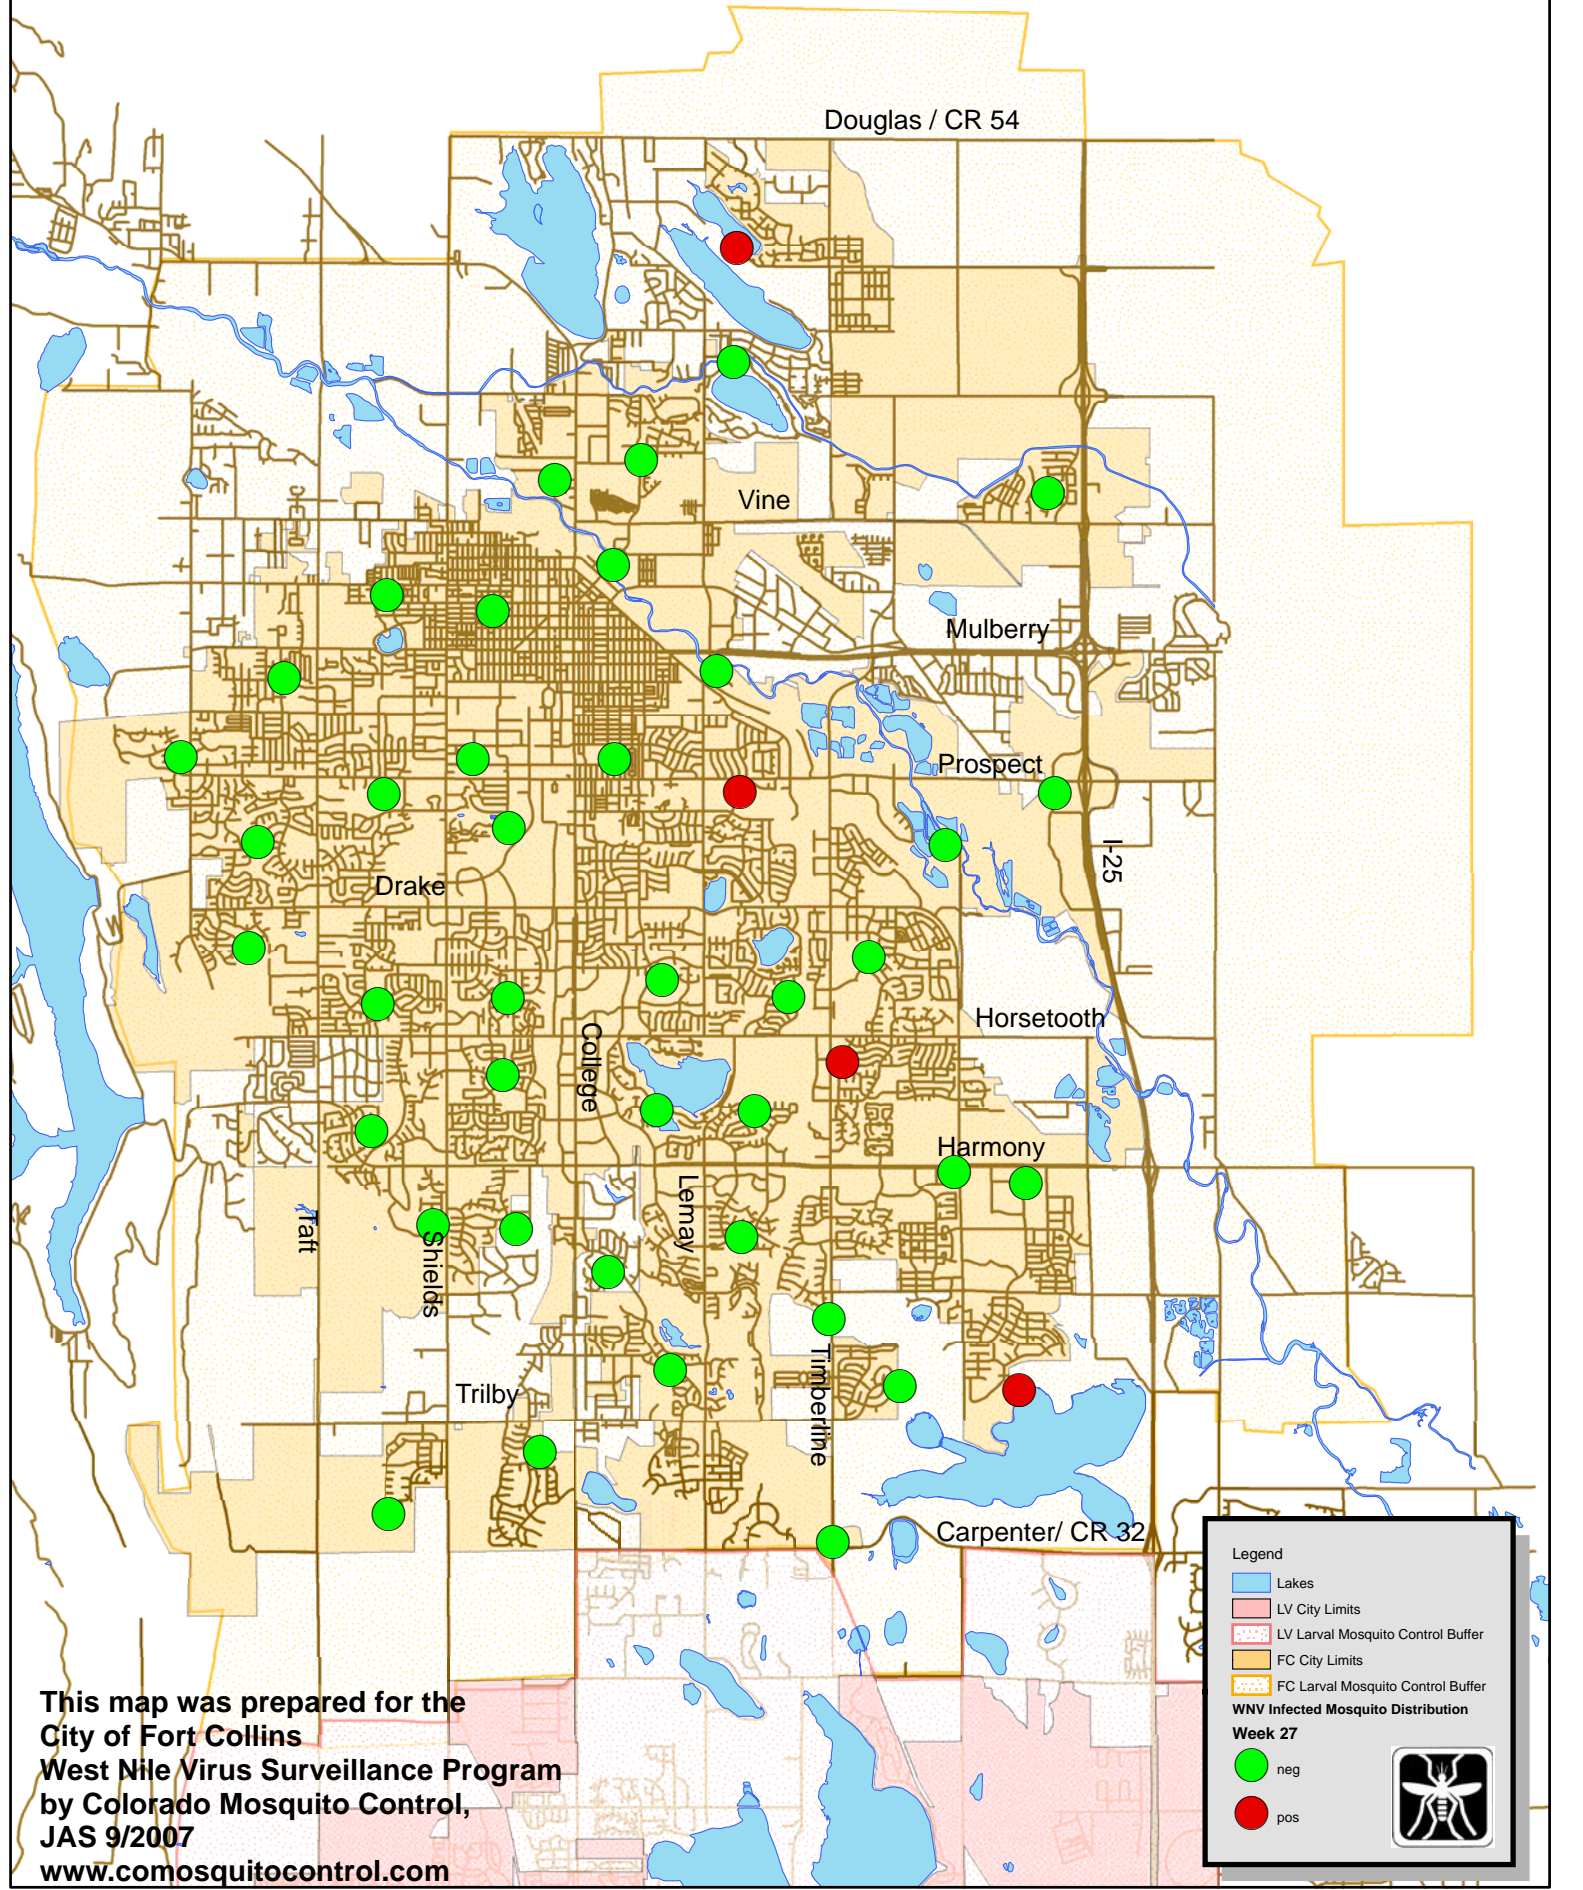 Douglas / CR 54
Vine
Mulberry
Prospect
I-25
Drake
Horsetooth
College
Harmony
Lemay
Taft
Shields
Timberline
Trilby
Carpenter/ CR 32
Legend
Lakes
LV City Limits
LV Larval Mosquito Control Buffer
FC City Limits
FC Larval Mosquito Control Buffer
WNV Infected Mosquito Distribution
Week 27
neg
pos
This map was prepared for the
City of Fort Collins
West Nile Virus Surveillance Program
by Colorado Mosquito Control,
JAS 9/2007
www.comosquitocontrol.com